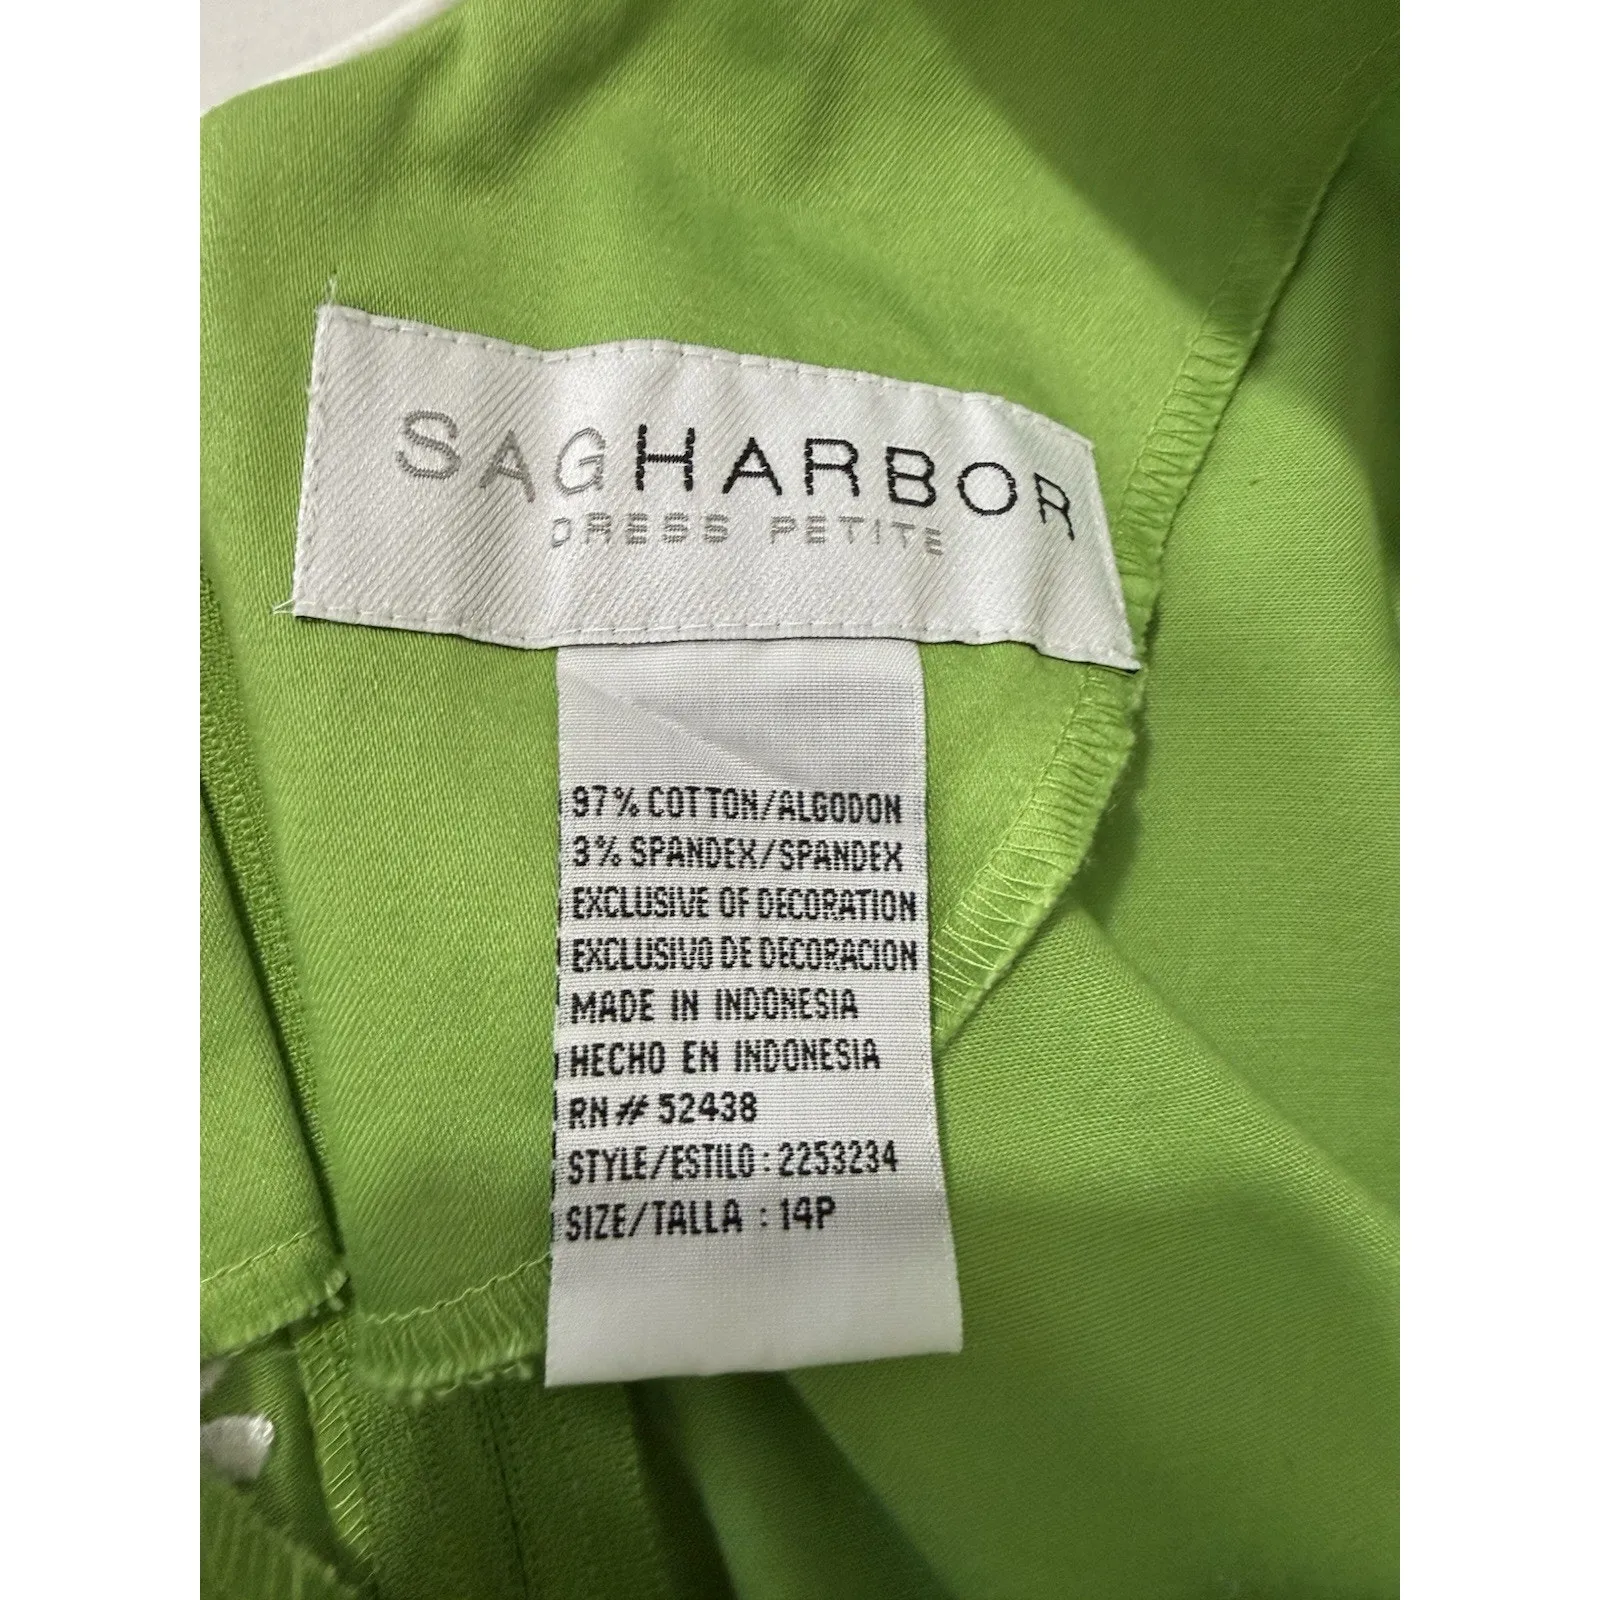 SAGHARBOR
DRESS PETITE
97% COTTON/ALGODON
3% SPANDEX/SPANDEX
EXCLUSIVE OF DECORATION
EXCLUSIVO DE DECORACION
MADE IN INDONESIA
HECHO EN INDONESIA
RN # 52438
STYLE/ESTILO : 2253234
SIZE/TALLA : 14P